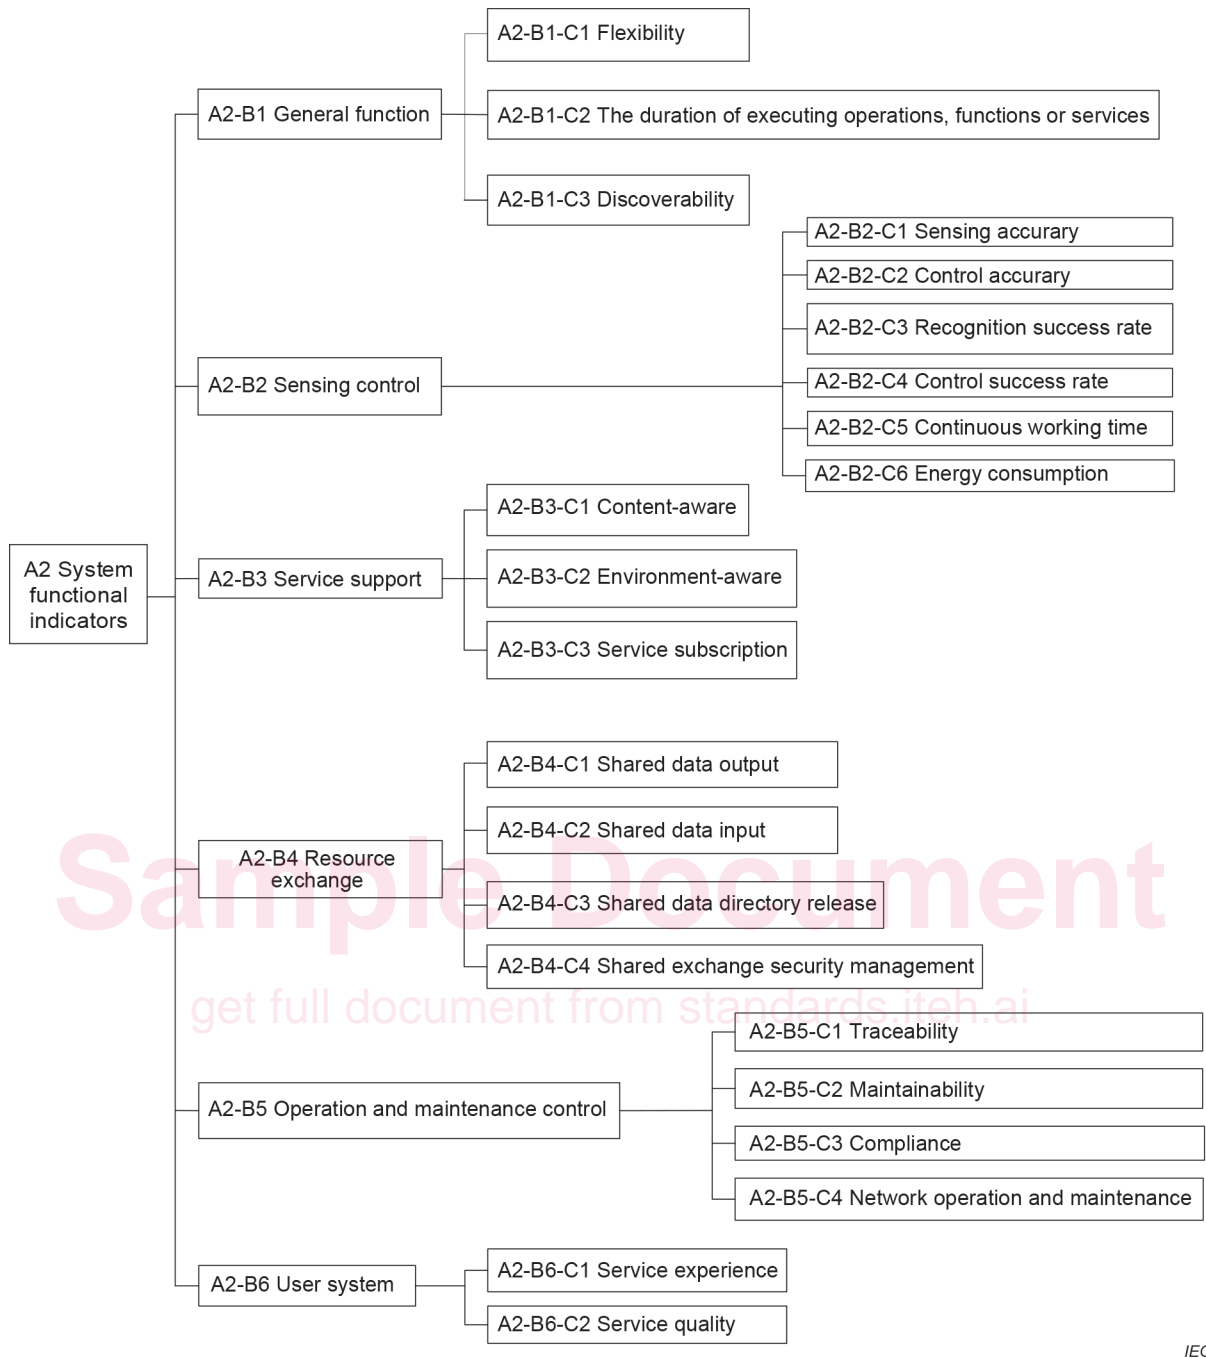 A2-B1-C1 Flexibility
A2-B1 General function
A2-B1-C2 The duration of executing operations, functions or services
A2-B1-C3 Discoverability
A2-B2-C1 Sensing accurary
A2-B2-C2 Control accurary
A2-B2-C3 Recognition success rate
A2-B2 Sensing control
A2-B2-C4 Control success rate
A2-B2-C5 Continuous working time
A2-B2-C6 Energy consumption
A2-B3-C1 Content-aware
A2 System
functional
indicators
A2-B3 Service support
A2-B3-C2 Environment-aware
A2-B3-C3 Service subscription
A2-B4-C1 Shared data output
A2-B4-C2 Shared data input
A2-B4 Resource
exchange
A2-B4-C3 Shared data directory release
A2-B4-C4 Shared exchange security management
Sample Document
get full document from standards.iteh.ai
A2-B5-C1 Traceability
A2-B5-C2 Maintainability
A2-B5 Operation and maintenance control
A2-B5-C3 Compliance
A2-B5-C4 Network operation and maintenance
A2-B6-C1 Service experience
A2-B6 User system
A2-B6-C2 Service quality
IEC